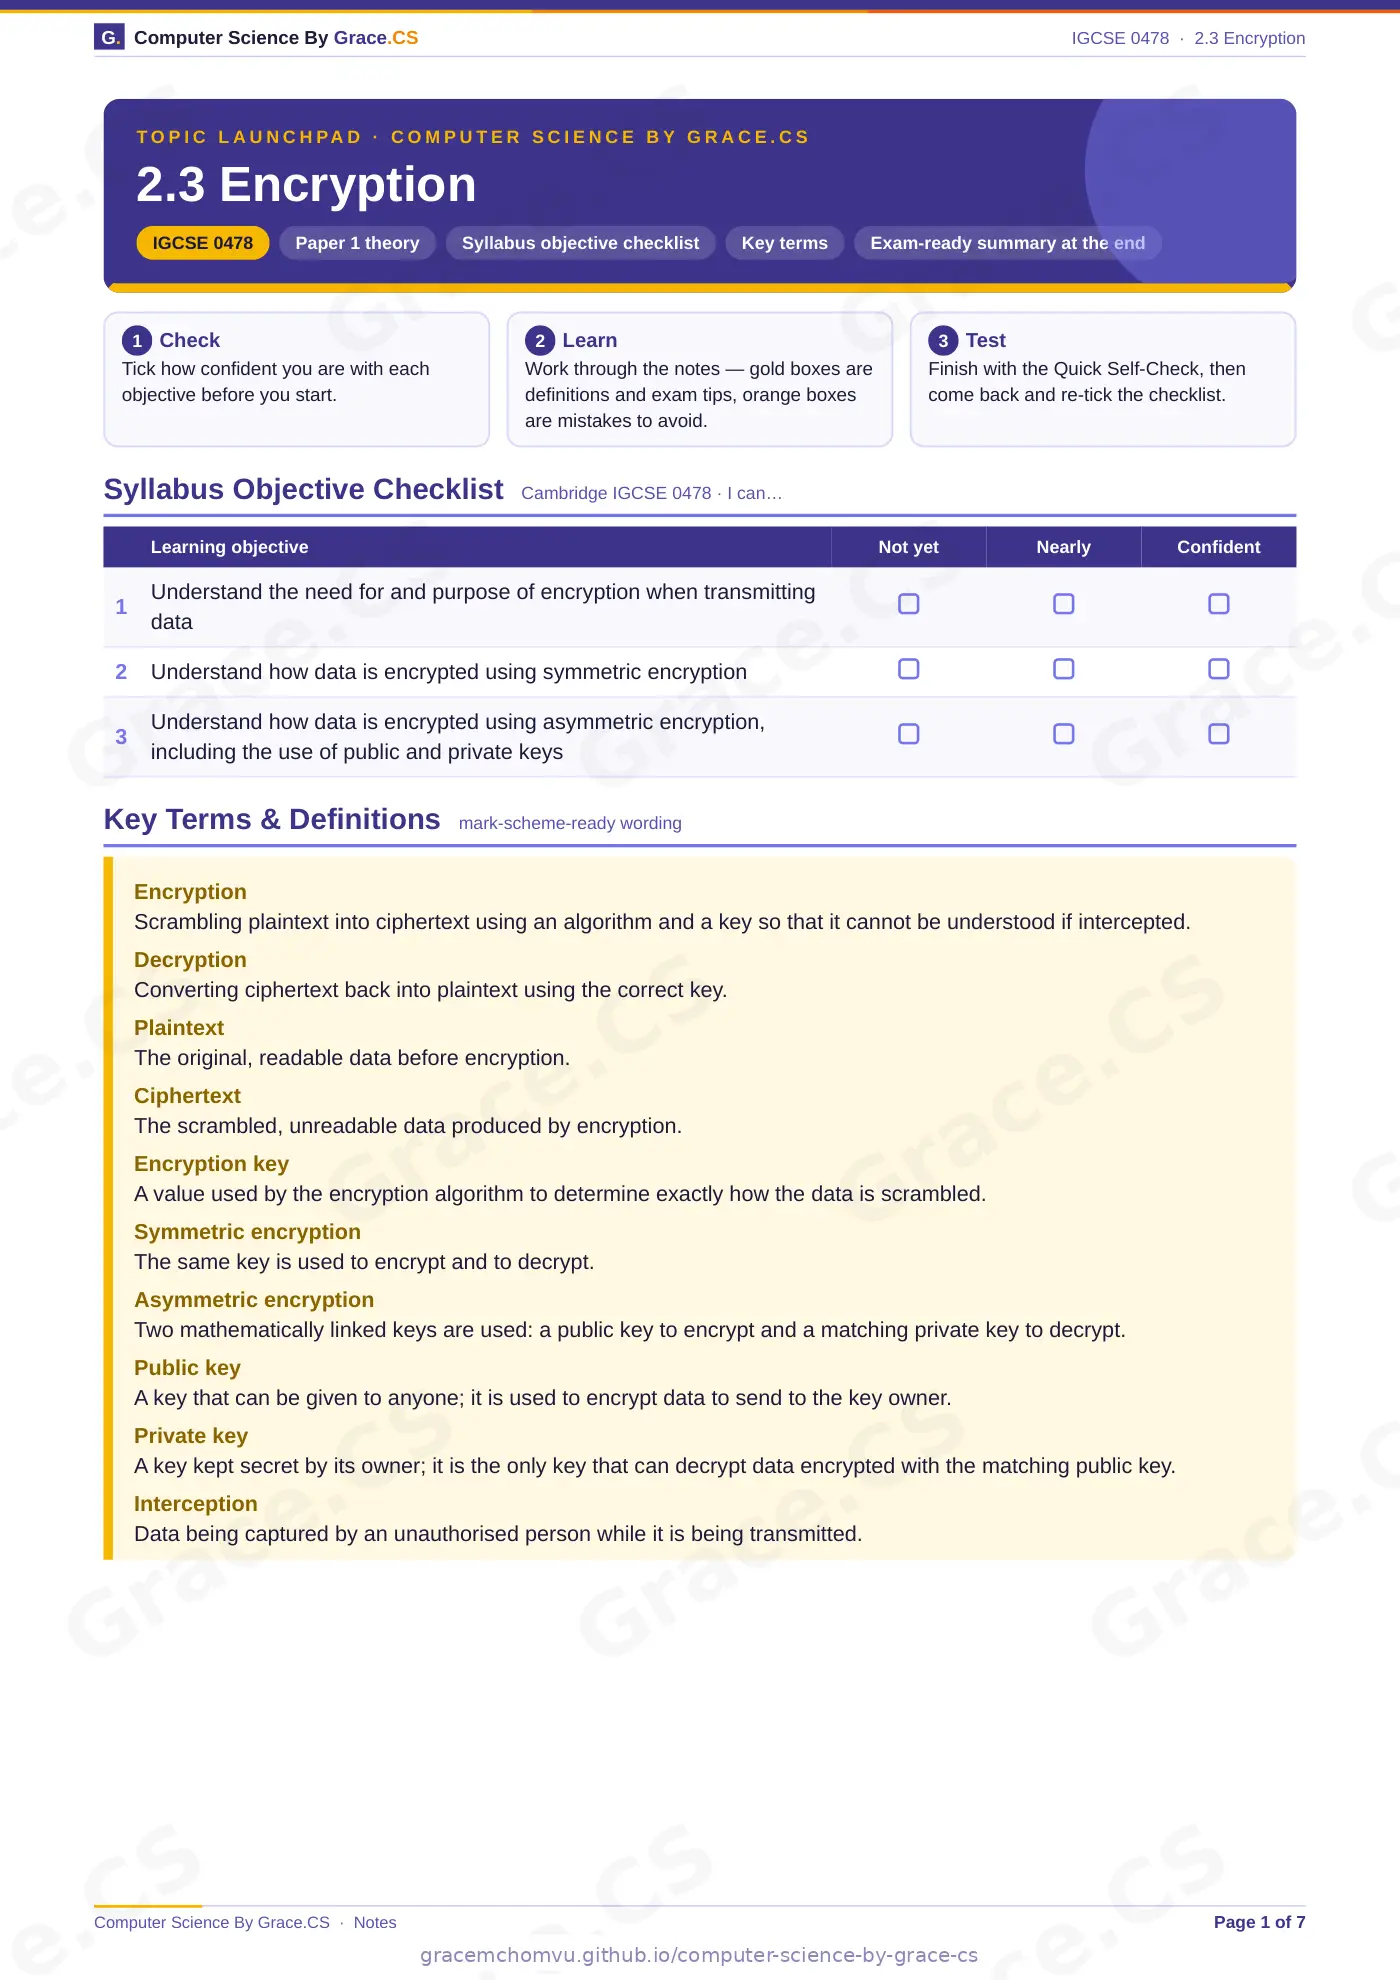 G. Computer Science By Grace.CS
IGCSE 0478 · 2.3 Encryption
TOPIC LAUNCHPAD · COMPUTER SCIENCE BY GRACE.CS
2.3 Encryption
IGCSE 0478 Paper 1 theory Syllabus objective checklist Key terms Exam-ready summary at the end
1 Check
Tick how confident you are with each
objective before you start.
2 Learn
Work through the notes — gold boxes are
definitions and exam tips, orange boxes
are mistakes to avoid.
3 Test
Finish with the Quick Self-Check, then
come back and re-tick the checklist.
Syllabus Objective Checklist Cambridge IGCSE 0478 · I can…
Learning objective Not yet Nearly Confident
1 Understand the need for and purpose of encryption when transmitting
data
2 Understand how data is encrypted using symmetric encryption
3 Understand how data is encrypted using asymmetric encryption,
including the use of public and private keys
Key Terms & Definitions mark-scheme-ready wording
Encryption
Scrambling plaintext into ciphertext using an algorithm and a key so that it cannot be understood if intercepted.
Decryption
Converting ciphertext back into plaintext using the correct key.
Plaintext
The original, readable data before encryption.
Ciphertext
The scrambled, unreadable data produced by encryption.
Encryption key
A value used by the encryption algorithm to determine exactly how the data is scrambled.
Symmetric encryption
The same key is used to encrypt and to decrypt.
Asymmetric encryption
Two mathematically linked keys are used: a public key to encrypt and a matching private key to decrypt.
Public key
A key that can be given to anyone; it is used to encrypt data to send to the key owner.
Private key
A key kept secret by its owner; it is the only key that can decrypt data encrypted with the matching public key.
Interception
Data being captured by an unauthorised person while it is being transmitted.
Computer Science By Grace.CS · Notes
Page 1 of 7
gracemchomvu.github.io/computer-science-by-grace-cs